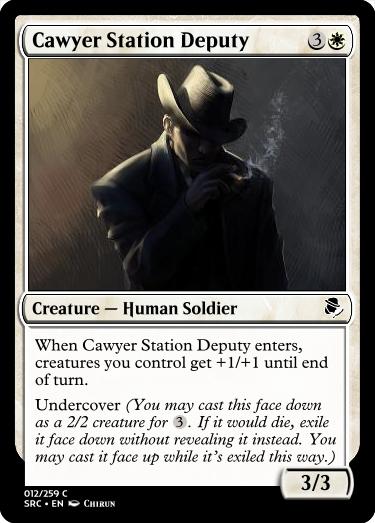 Cawyer Station Deputy 3
Creature — Human Soldier
When Cawyer Station Deputy enters,
creatures you control get +1/+1 until end
of turn.
Undercover (You may cast this face down
as a 2/2 creature for 3. If it would die, exile
it face down without revealing it instead. You
may cast it face up while it's exiled this way.)
3/3
012/259 C
SRC • EN Chirun